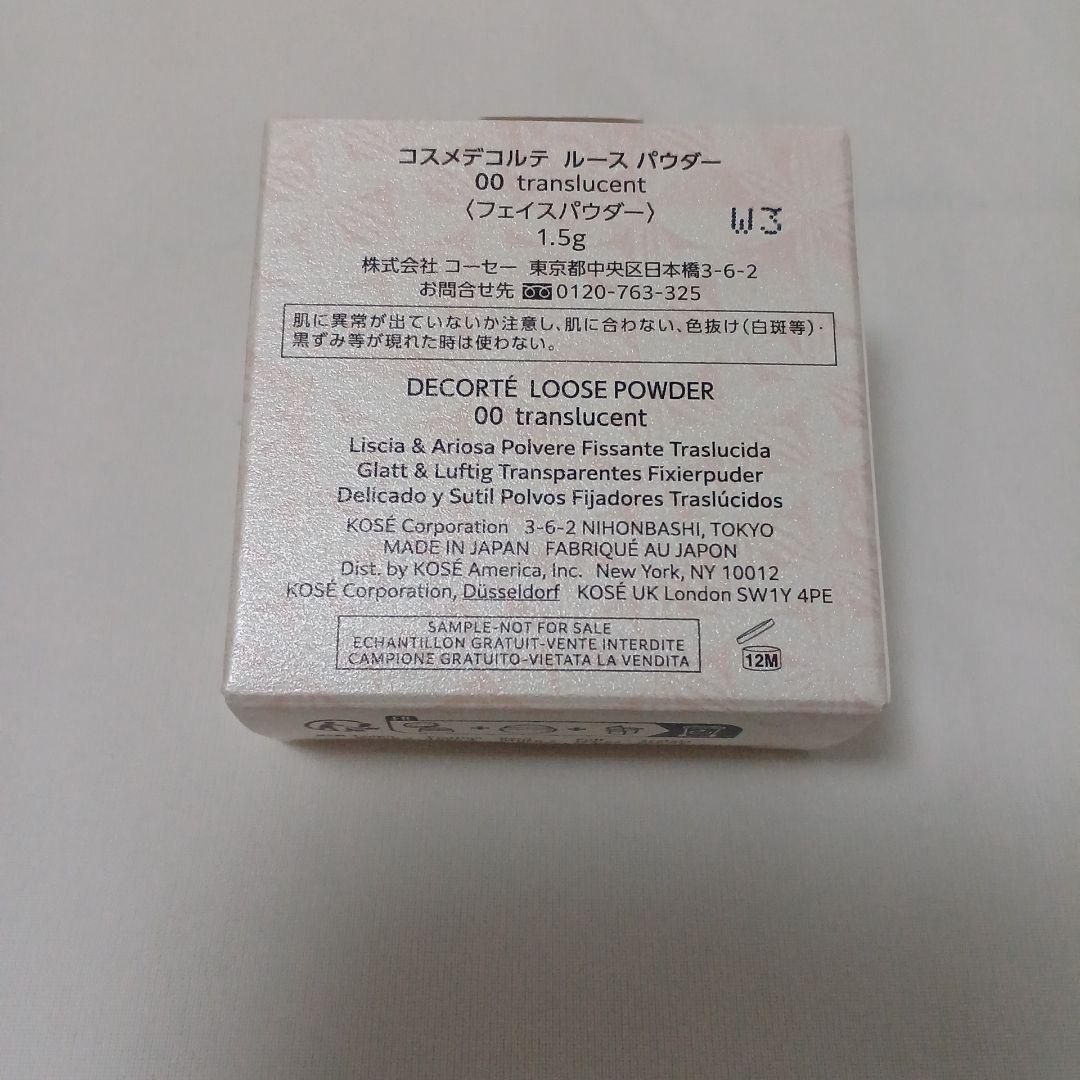 コスメデコルテ ルース パウダー
00 translucent
〈フェイスパウダー〉
W3
1.5g
株式会社 コーセー 東京都中央区日本橋3-6-2
お問合せ先 0120-763-325
肌に異常が出ていないか注意し、肌に合わない、色抜け(白斑等)・
黒ずみ等が現れた時は使わない。
DECORTÉ LOOSE POWDER
00 translucent
Liscia & Ariosa Polvere Fissante Traslucida
Glatt & Luftig Transparentes Fixierpuder
Delicado y Sutil Polvos Fijadores Traslúcidos
KOSÉ Corporation 3-6-2 NIHONBASHI, TOKYO
MADE IN JAPAN FABRIQUÉ AU JAPON
Dist. by KOSÉ America, Inc. New York, NY 10012
KOSÉ Corporation, Düsseldorf KOSÉ UK London SW1Y 4PE
SAMPLE-NOT FOR SALE
ECHANTILLON GRATUIT-VENTE INTERDITE
CAMPIONE GRATUITO-VIETATA LA VENDITA
12M
FR